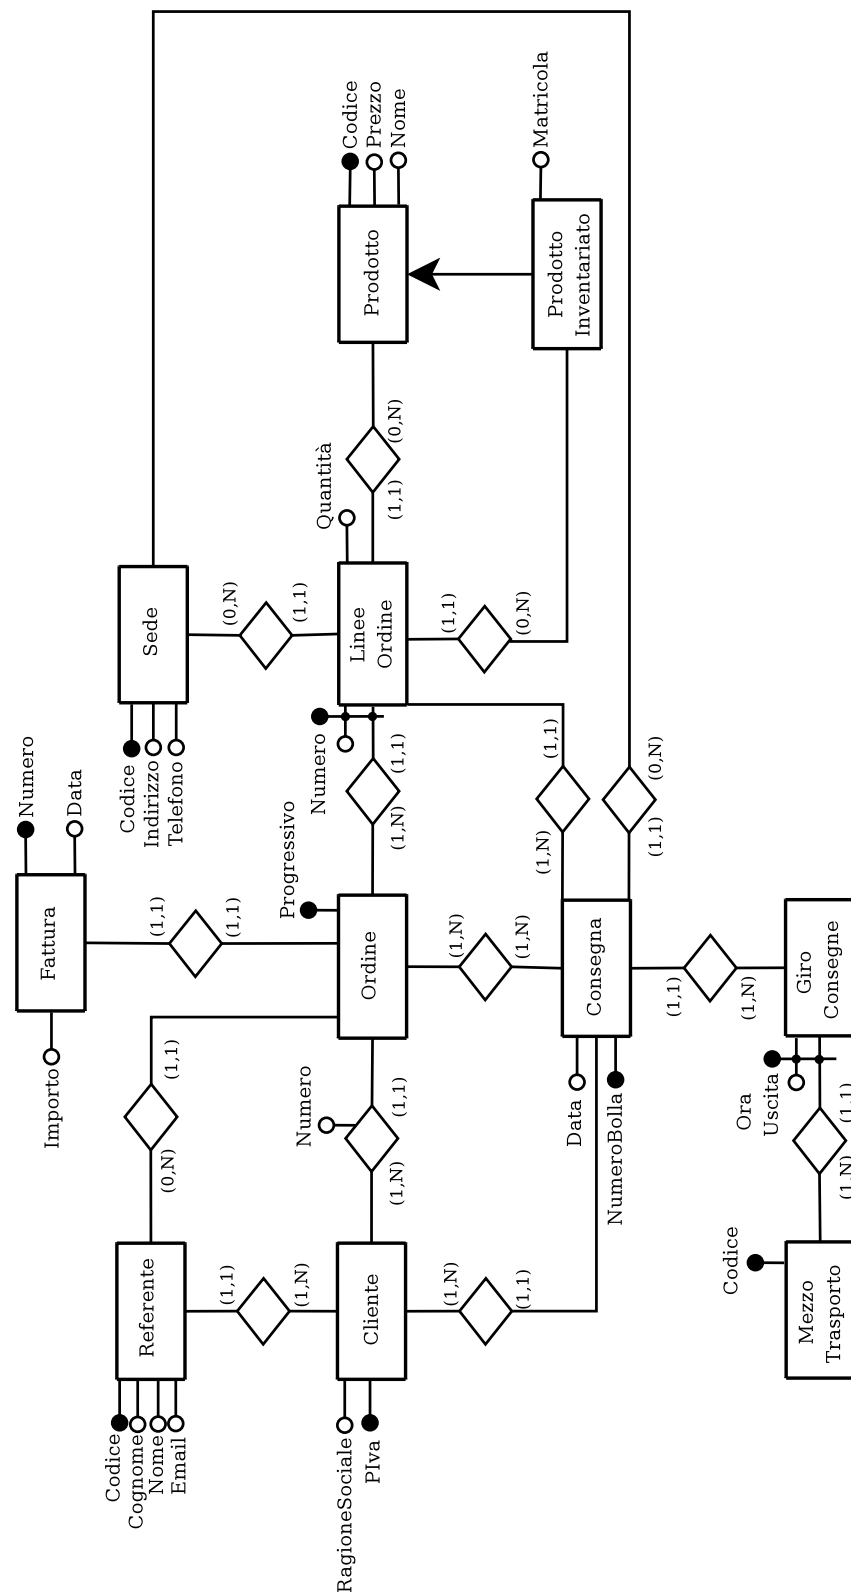 Numero
Fattura
Importo
Data
Codice
Cognome
Nome
Email
Referente
(0,N)
(1,1)
(1,1)
(1,1)
Codice
Indirizzo
Telefono
Sede
(1,1)
(1,N)
(0,N)
(1,1)
Progressivo
Numero
Numero
Quantità
RagioneSociale
PIva
Cliente
(1,N)
(1,1)
Ordine
(1,N)
(1,1)
Linee
Ordine
(1,1)
(0,N)
Prodotto
Codice
Prezzo
Nome
(1,N)
(1,1)
(1,N)
(1,N)
(1,1)
(0,N)
(1,N)
(1,1)
Prodotto
Inventariato
Matricola
Data
NumeroBolla
Consegna
(1,1)
(0,N)
(1,1)
(1,N)
Codice
Ora
Uscita
Mezzo
Trasporto
(1,N)
(1,1)
Giro
Consegne